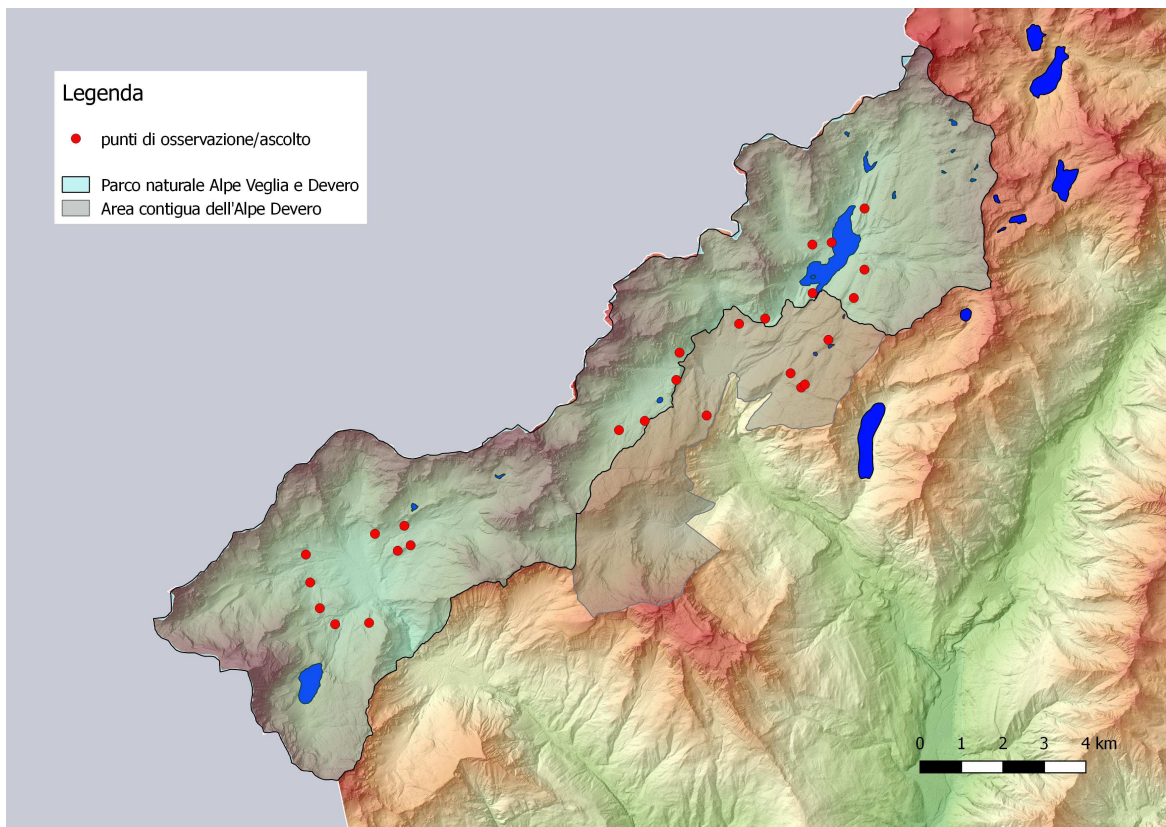 Legenda
punti di osservazione/ascolto
Parco naturale Alpe Veglia e Devero
Area contigua dell'Alpe Devero
0 1 2 3 4 km